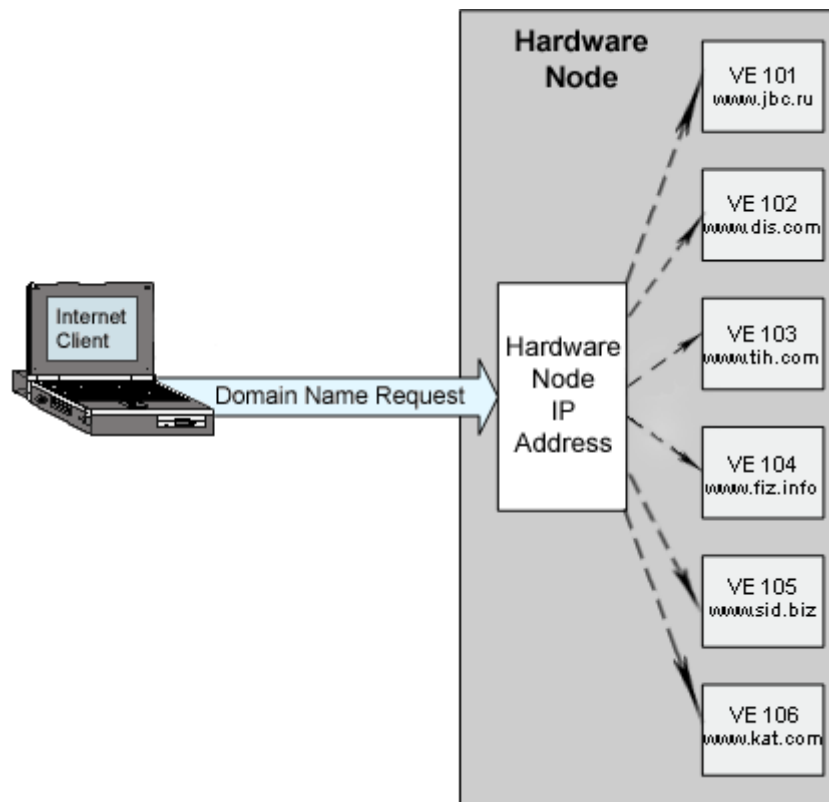 Hardware
Node
VE 101
www.jbc.ru
VE 102
www.dis.com
Internet
Client
Domain Name Request
Hardware
Node
IP
Address
VE 103
www.tih.com
VE 104
www.fiz.info
VE 105
www.sid.biz
VE 106
www.kat.com